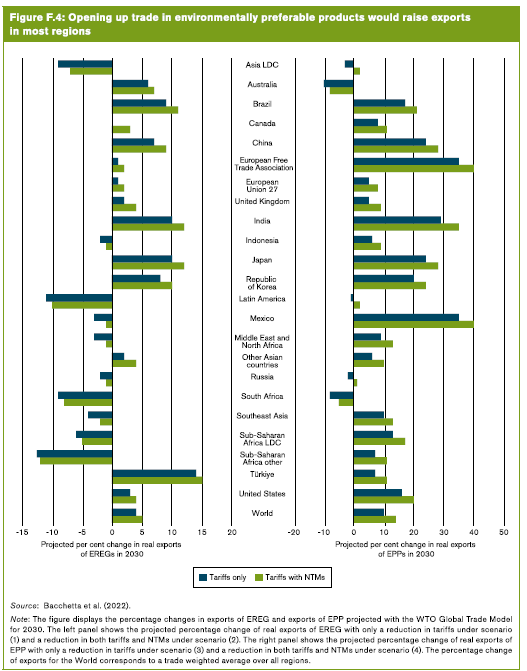 Figure F.4: Opening up trade in environmentally preferable products would raise exports
in most regions
Asia LDC
Australia
Brazil
Canada
China
European Free
Trade Association
European
Union 27
United Kingdom
India
Indonesia
Japan
Republic
of Korea
Latin America
Mexico
Middle East and
North Africa
Other Asian
countries
Russia
South Africa
Southeast Asia
Sub-Saharan
Africa LDC
Sub-Saharan
Africa other
Türkiye
United States
World
-15 -10 -5 0 5 10 15 20 -20 -10 0 10 20 30 40 50
Projected per cent change in real exports
of EREGs in 2030
Projected per cent change in real exports
of EPPs in 2030
Tariffs only Tariffs with NTMs
Source: Bacchetta et al. (2022).
Note: The figure displays the percentage changes in exports of EREG and exports of EPP projected with the WTO Global Trade Model
for 2030. The left panel shows the projected percentage change of real exports of EREG with only a reduction in tariffs under scenario
(1) and a reduction in both tariffs and NTMs under scenario (2). The right panel shows the projected percentage change of real exports of
EPP with only a reduction in tariffs under scenario (3) and a reduction in both tariffs and NTMs under scenario (4). The percentage change
of exports for the World corresponds to a trade weighted average over all regions.